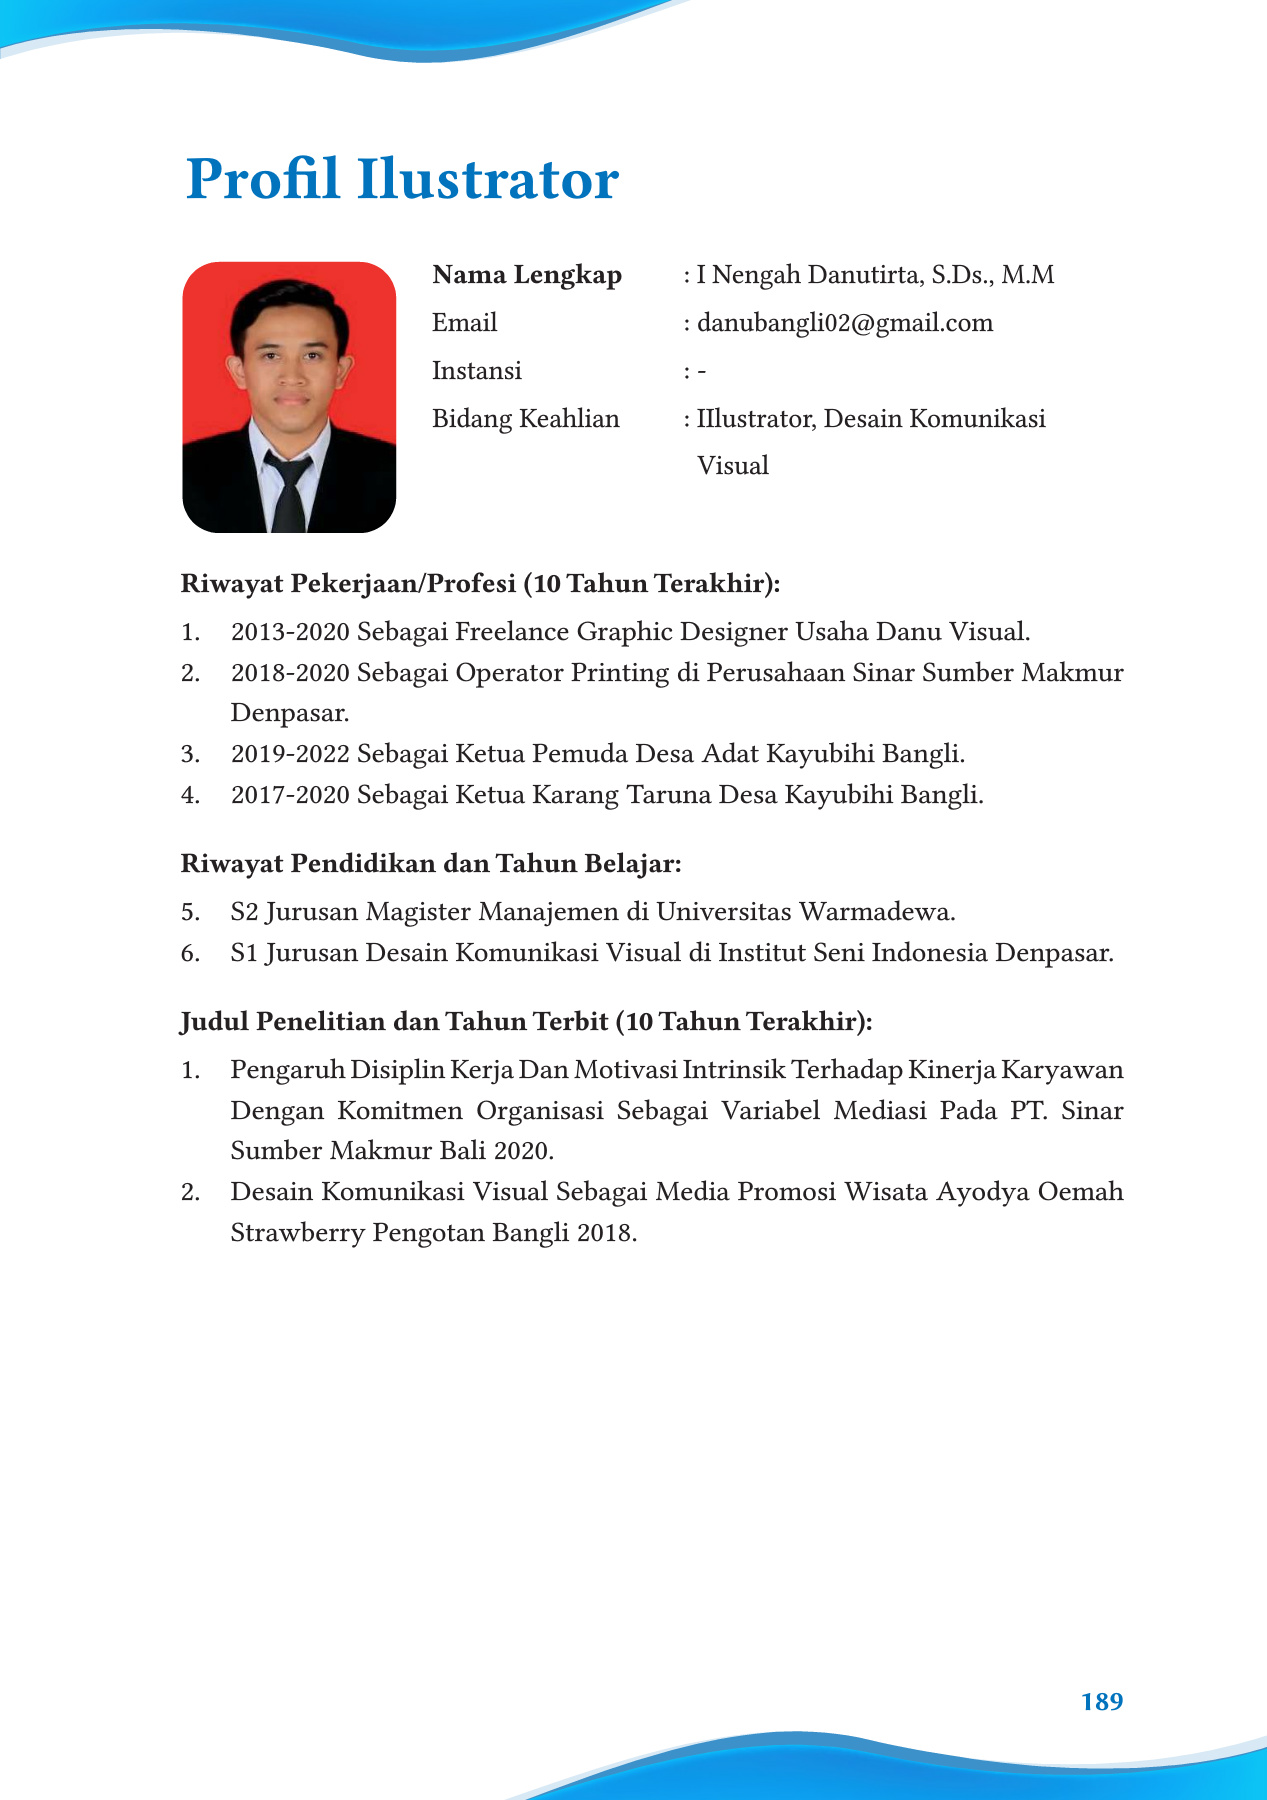 Profil Ilustrator
Nama Lengkap : I Nengah Danutirta, S.Ds., M.M
Email : danubangli02@gmail.com
Instansi : -
Bidang Keahlian : IIlustrator, Desain Komunikasi
Visual
Riwayat Pekerjaan/Profesi (10 Tahun Terakhir):
1. 2013-2020 Sebagai Freelance Graphic Designer Usaha Danu Visual.
2. 2018-2020 Sebagai Operator Printing di Perusahaan Sinar Sumber Makmur
Denpasar.
3. 2019-2022 Sebagai Ketua Pemuda Desa Adat Kayubihi Bangli.
4. 2017-2020 Sebagai Ketua Karang Taruna Desa Kayubihi Bangli.
Riwayat Pendidikan dan Tahun Belajar:
5. S2 Jurusan Magister Manajemen di Universitas Warmadewa.
6. S1 Jurusan Desain Komunikasi Visual di Institut Seni Indonesia Denpasar.
Judul Penelitian dan Tahun Terbit (10 Tahun Terakhir):
1. Pengaruh Disiplin Kerja Dan Motivasi Intrinsik Terhadap Kinerja Karyawan
Dengan Komitmen Organisasi Sebagai Variabel Mediasi Pada PT. Sinar
Sumber Makmur Bali 2020.
2. Desain Komunikasi Visual Sebagai Media Promosi Wisata Ayodya Oemah
Strawberry Pengotan Bangli 2018.
189